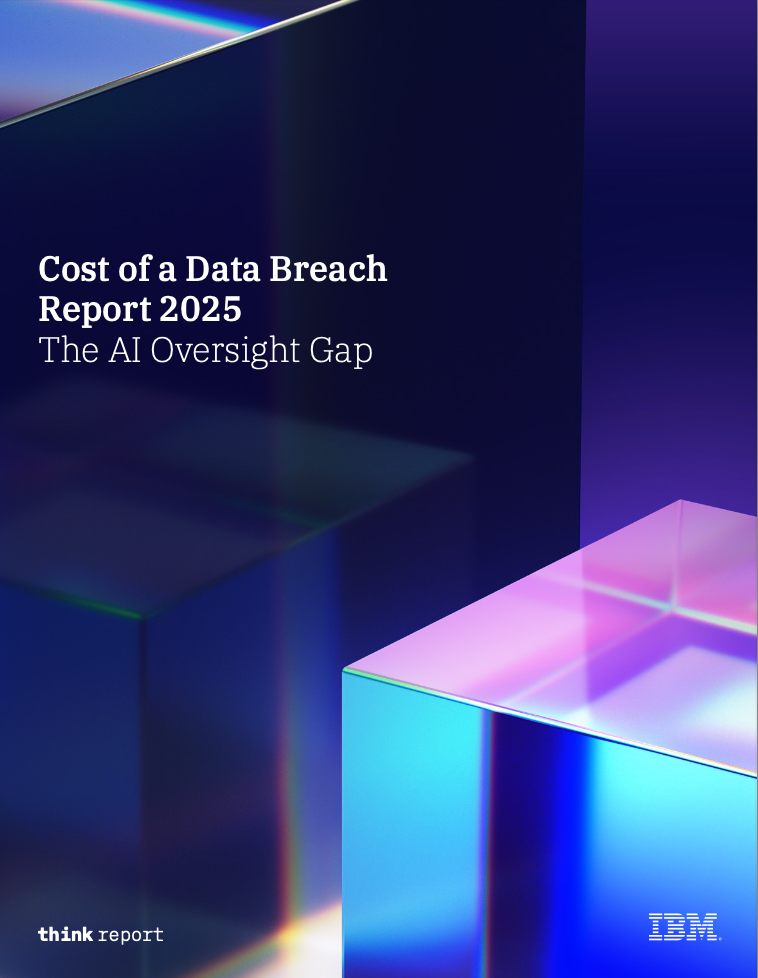 Cost of a Data Breach
Report 2025
The AI Oversight Gap
think report
IBM